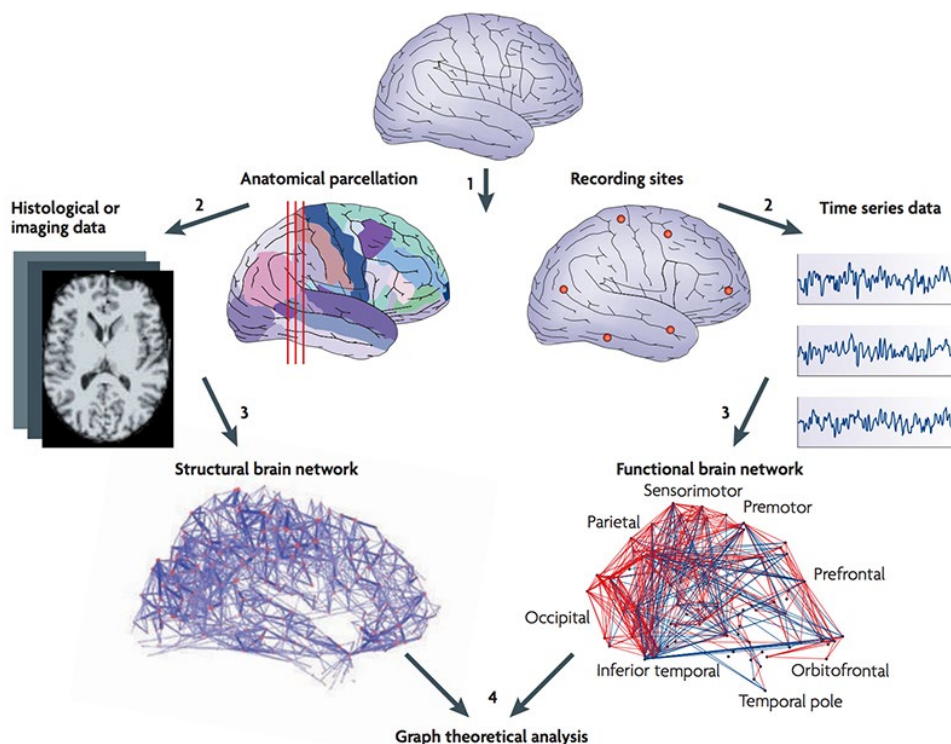 Anatomical parcellation
1
Recording sites
Histological or
imaging data
2
2
Time series data
3
3
Structural brain network
Functional brain network
Sensorimotor
Premotor
Parietal
Prefrontal
Occipital
Inferior temporal
Orbitofrontal
Temporal pole
4
Graph theoretical analysis